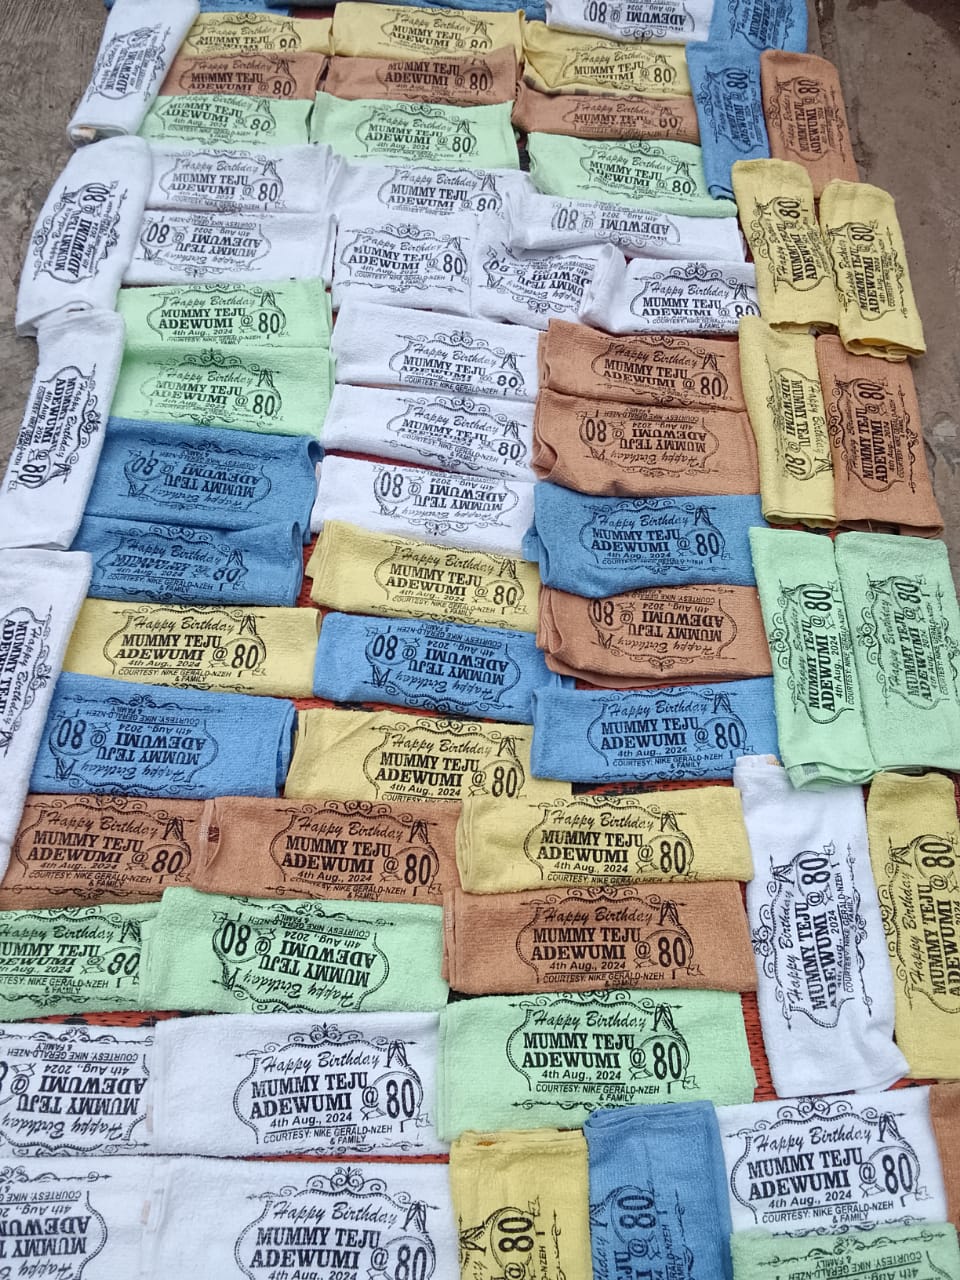 Happy Birthday
MUMMY TEJU
ADEWUMI @ 80
4th Aug., 2024
COURTESY: NIKE GERALD-NZEH
& FAMILY